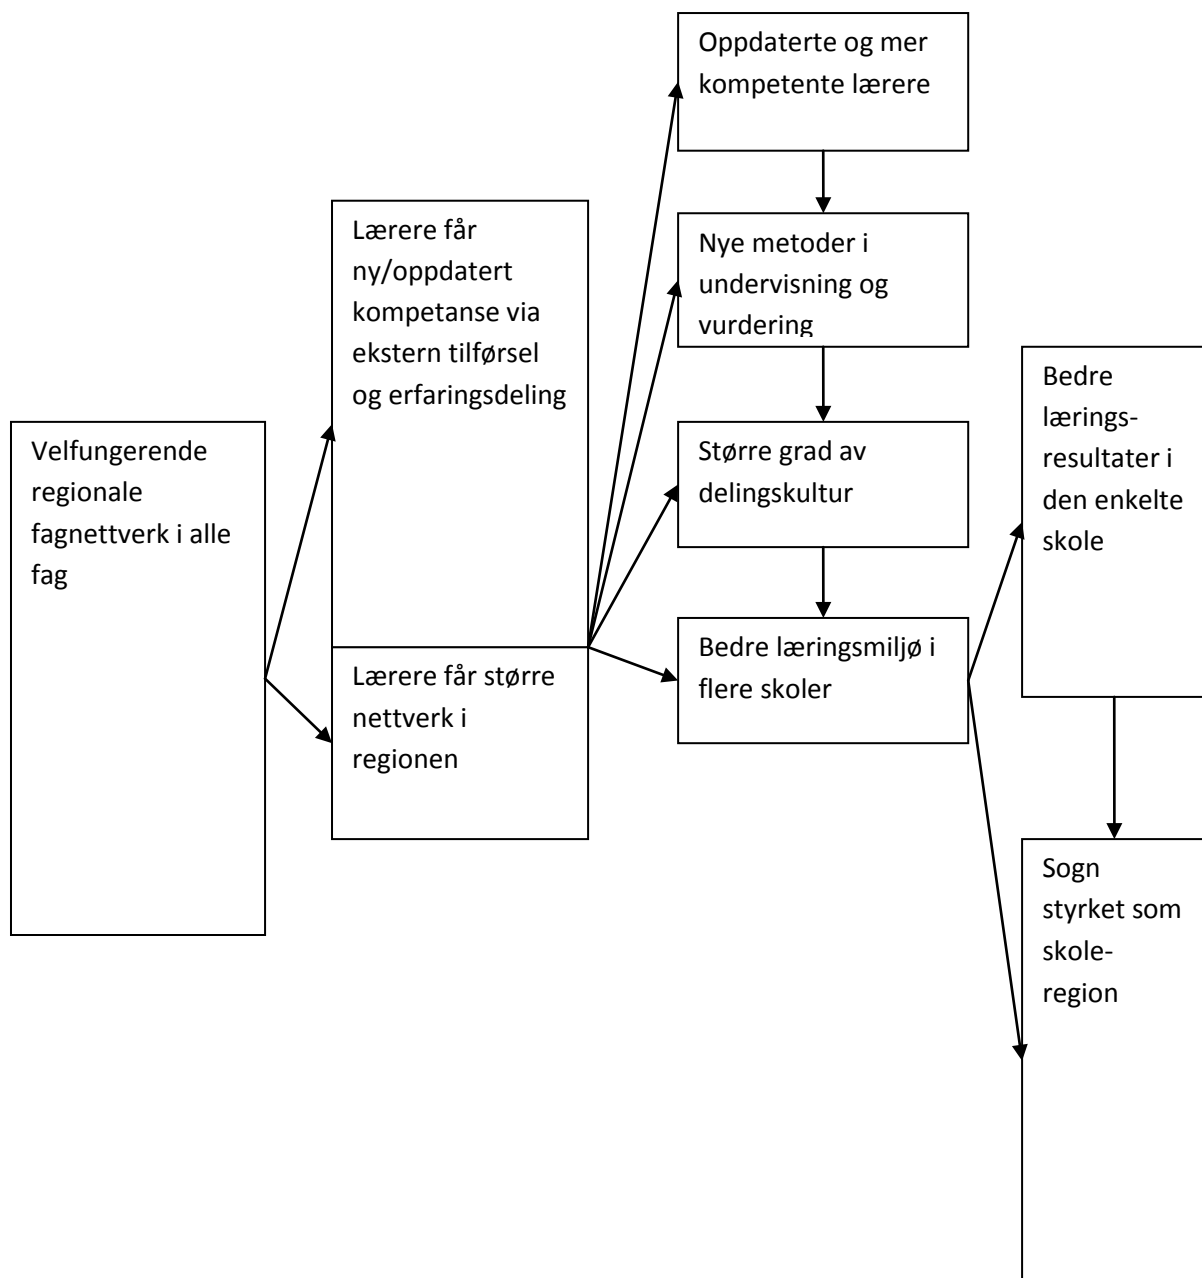 Velfungerende
regionale
fagnettverk i alle
fag
Lærere får
ny/oppdatert
kompetanse via
ekstern tilførsel
og erfaringsdeling
Lærere får større
nettverk i
regionen
Oppdaterte og mer
kompetente lærere
Nye metoder i
undervisning og
vurdering
Større grad av
delingskultur
Bedre læringsmiljø i
flere skoler
Bedre
lærings-
resultater i
den enkelte
skole
Sogn
styrket som
skole-
region